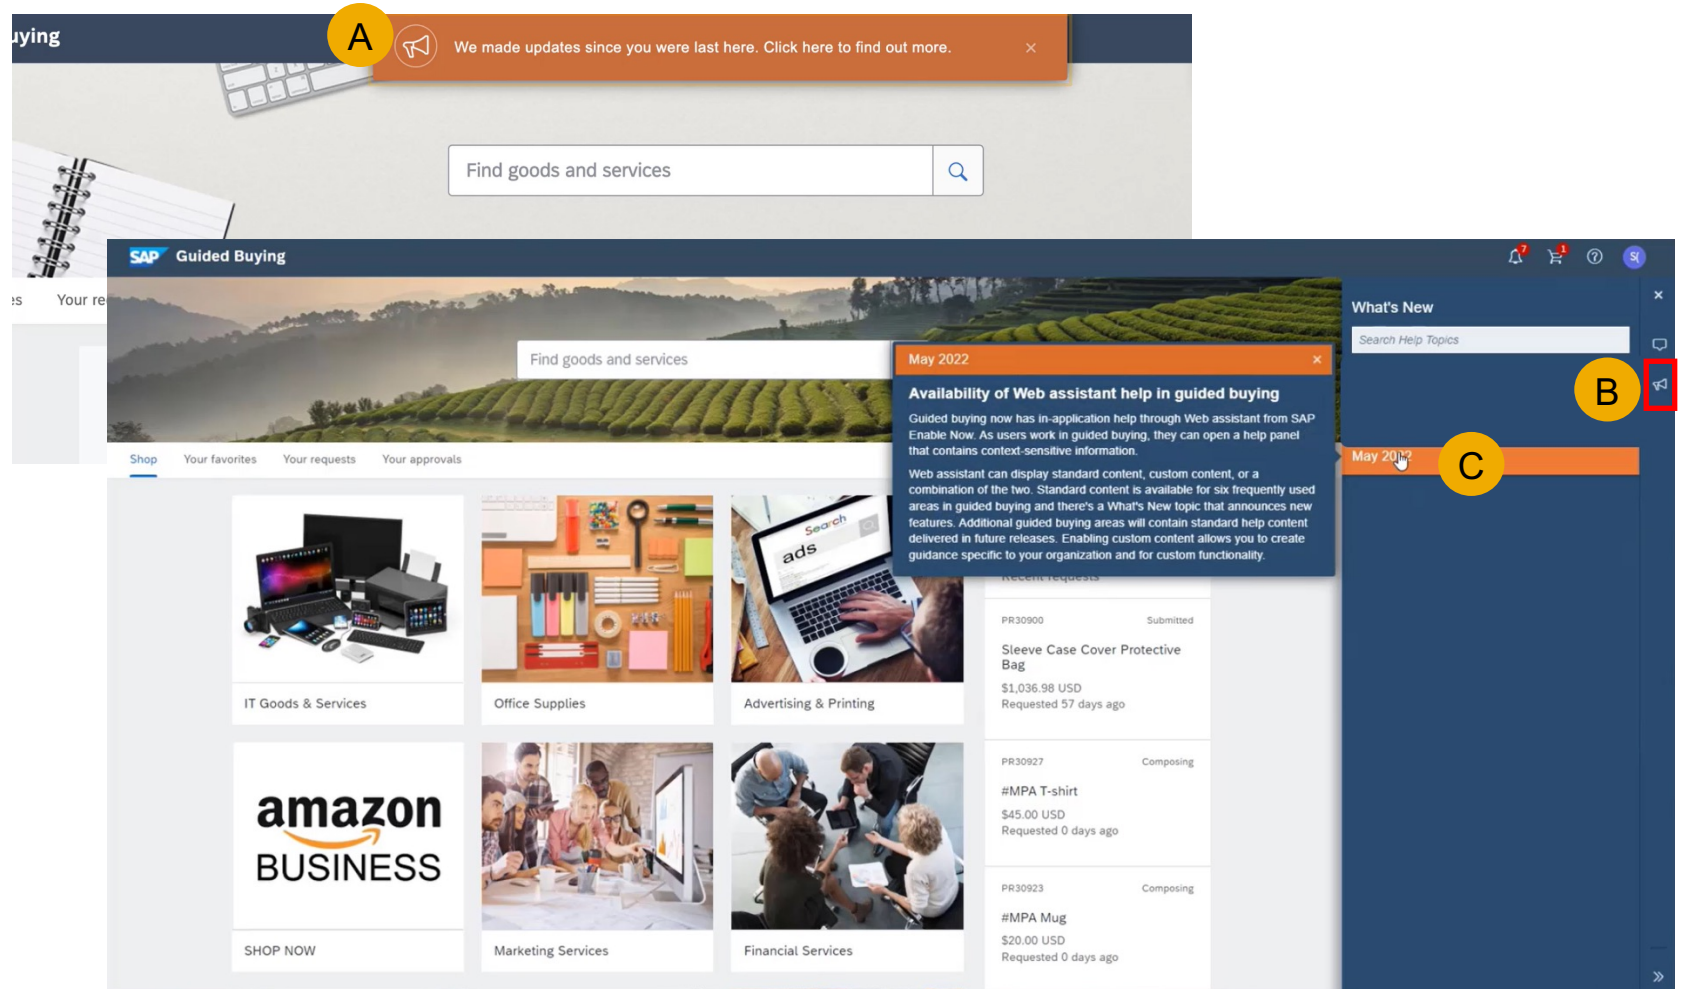 uying
A
We made updates since you were last here. Click here to find out more.
Find goods and services
es Your re
SAP Guided Buying
7
1
S(
Find goods and services
May 2022
Availability of Web assistant help in guided buying
Guided buying now has in-application help through Web assistant from SAP
Enable Now. As users work in guided buying, they can open a help panel
that contains context-sensitive information.
Web assistant can display standard content, custom content, or a
combination of the two. Standard content is available for six frequently used
areas in guided buying and there's a What's New topic that announces new
features. Additional guided buying areas will contain standard help content
delivered in future releases. Enabling custom content allows you to create
guidance specific to your organization and for custom functionality.
What's New
Search Help Topics
B
May 2022
C
Shop Your favorites Your requests Your approvals
Search
ads
IT Goods & Services
Office Supplies
Advertising & Printing
amazon
BUSINESS
SHOP NOW
Marketing Services
Financial Services
Recent requests
PR30900 Submitted
Sleeve Case Cover Protective
Bag
$1,036.98 USD
Requested 57 days ago
PR30927 Composing
#MPA T-shirt
$45.00 USD
Requested 0 days ago
PR30923 Composing
#MPA Mug
$20.00 USD
Requested 0 days ago